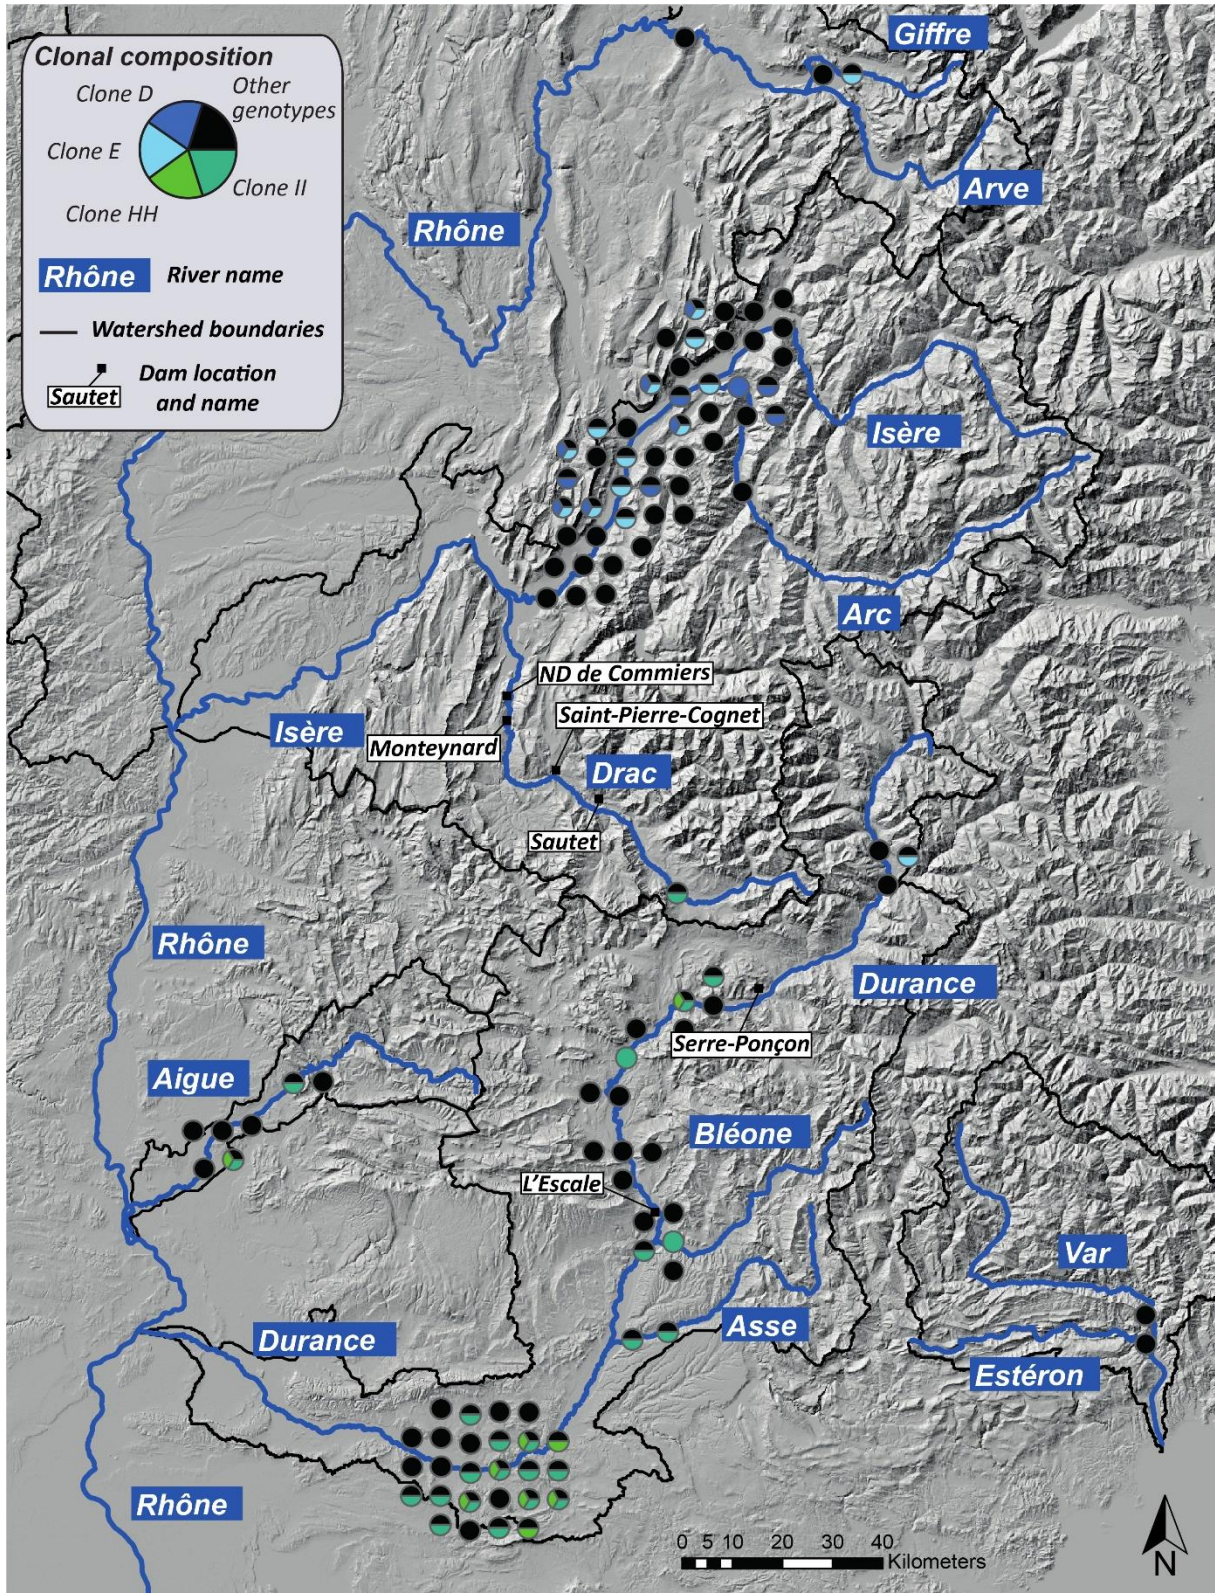 Clonal composition
Clone D
Other
genotypes
Clone E
Clone II
Clone HH
Rhône
River name
Watershed boundaries
Sautet
Dam location
and name
Giffre
Arve
Rhône
Isère
Arc
ND de Commiers
Saint-Pierre-Cognet
Isère
Monteynard
Drac
Sautet
Rhône
Durance
Serre-Ponçon
Aigue
Bléone
L'Escale
Var
Durance
Asse
Estéron
Rhône
0 5 10 20 30 40
Kilometers
N